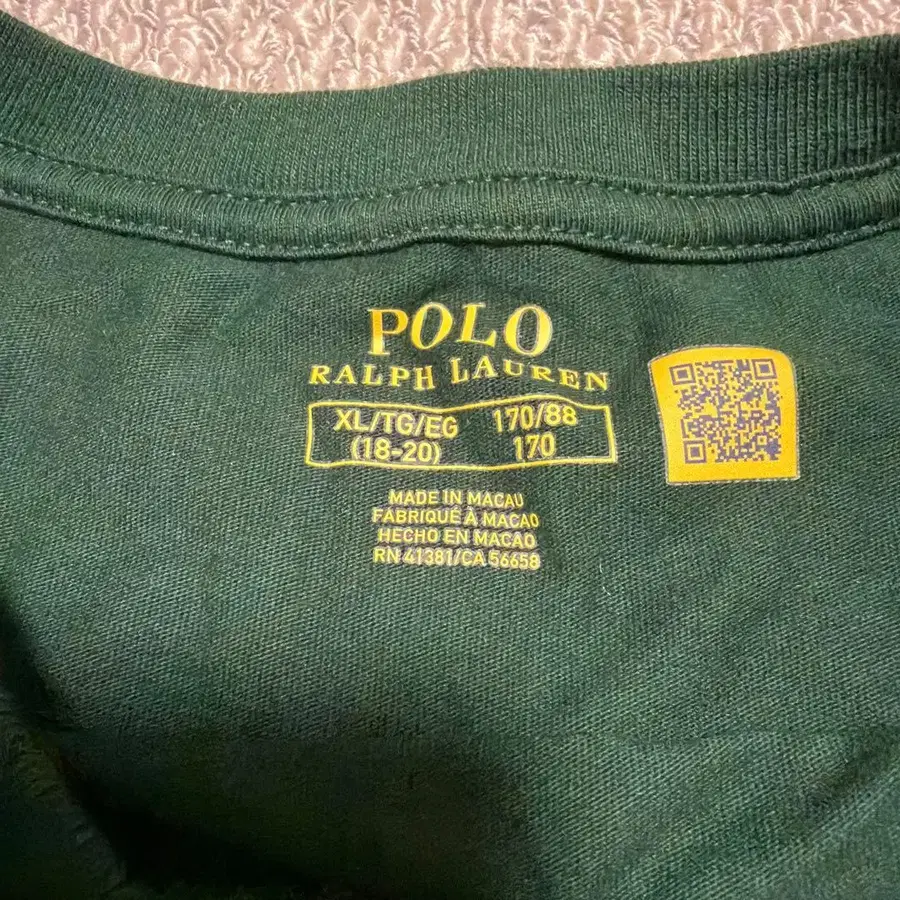 POLO
RALPH LAUREN
XL/TG/EG 170/88
(18-20) 170
MADE IN MACAU
FABRIQUÉ À MACAO
HECHO EN MACAO
RN 41381/CA 56658